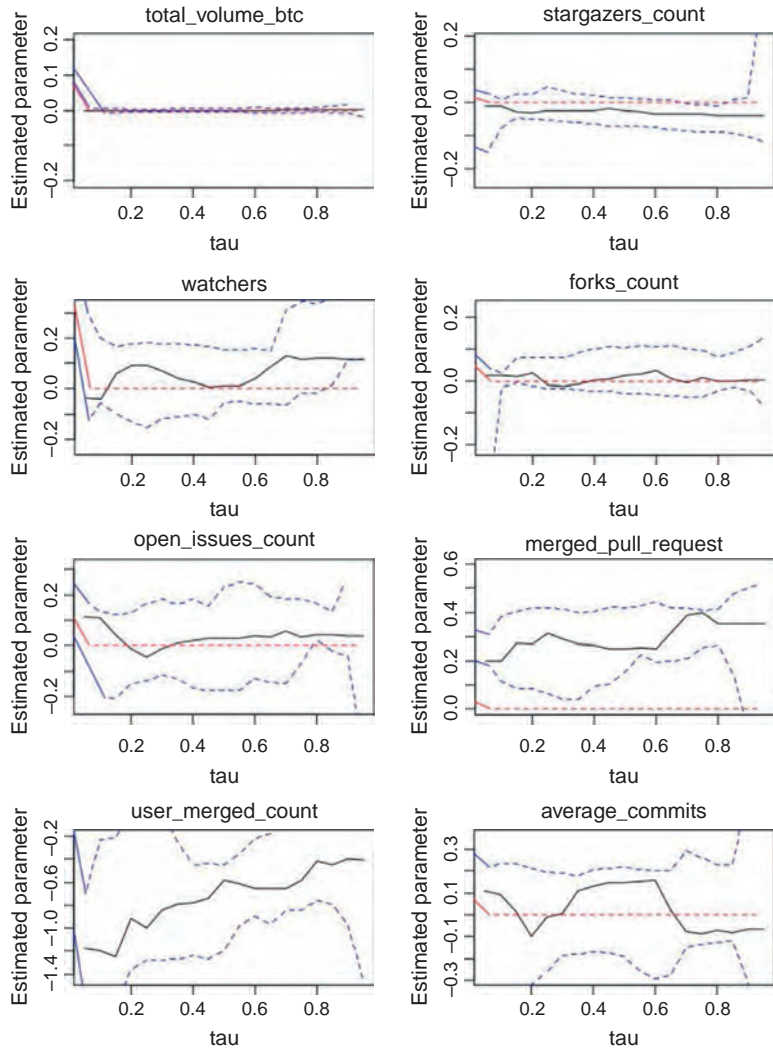 total_volume_btc
Estimated parameter
0.2
0.1
0.0
−0.2
0.2 0.4 0.6 0.8
tau
stargazers_count
Estimated parameter
0.2
0.0
−0.2
0.2 0.4 0.6 0.8
tau
watchers
Estimated parameter
0.2
0.0
−0.2
0.2 0.4 0.6 0.8
tau
forks_count
Estimated parameter
0.2
0.0
−0.2
0.2 0.4 0.6 0.8
tau
open_issues_count
Estimated parameter
0.2
0.0
−0.2
0.2 0.4 0.6 0.8
tau
merged_pull_request
Estimated parameter
0.6
0.4
0.2
0.0
0.2 0.4 0.6 0.8
tau
user_merged_count
Estimated parameter
−0.2
−0.6
−1.0
−1.4
0.2 0.4 0.6 0.8
tau
average_commits
Estimated parameter
0.3
0.1
−0.1
−0.3
0.2 0.4 0.6 0.8
tau